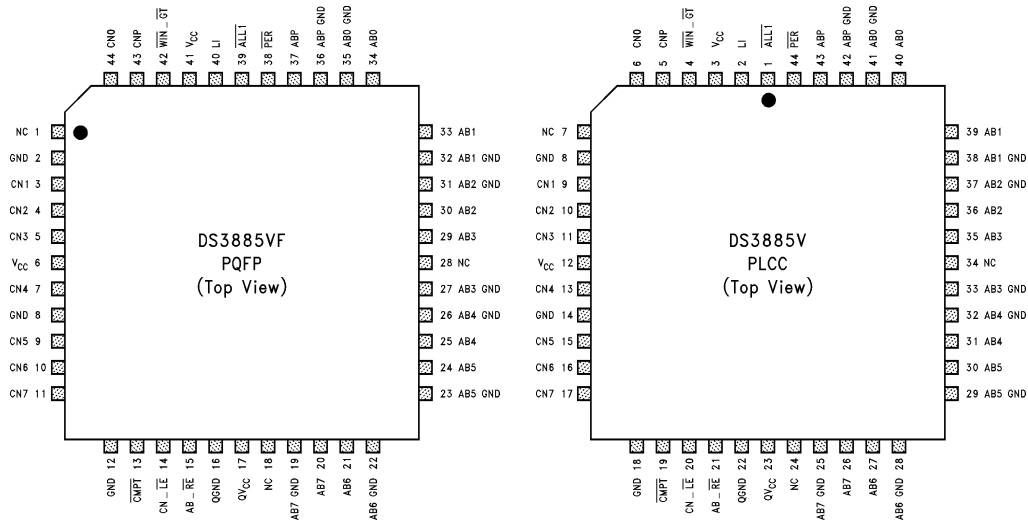 44 CN0
43 CNP
42 WIN_GT
41 VCC
40 LI
39 ALL1
38 PER
37 ABP
36 ABP GND
35 AB0 GND
34 AB0
NC 1
GND 2
CN1 3
CN2 4
CN3 5
VCC 6
CN4 7
GND 8
CN5 9
CN6 10
CN7 11
DS3885VF
PQFP
(Top View)
33 AB1
32 AB1 GND
31 AB2 GND
30 AB2
29 AB3
28 NC
27 AB3 GND
26 AB4 GND
25 AB4
24 AB5
23 AB5 GND
GND 12
CMPT 13
CN_LE 14
AB_RE 15
QGND 16
QVCC 17
NC 18
AB7 GND 19
AB7 20
AB6 21
AB6 GND 22
6 CN0
5 CNP
4 WIN_GT
3 VCC
2 LI
1 ALL1
44 PER
43 ABP
42 ABP GND
41 AB0 GND
40 AB0
NC 7
GND 8
CN1 9
CN2 10
CN3 11
VCC 12
CN4 13
GND 14
CN5 15
CN6 16
CN7 17
DS3885V
PLCC
(Top View)
39 AB1
38 AB1 GND
37 AB2 GND
36 AB2
35 AB3
34 NC
33 AB3 GND
32 AB4 GND
31 AB4
30 AB5
29 AB5 GND
GND 18
CMPT 19
CN_LE 20
AB_RE 21
QGND 22
QVCC 23
NC 24
AB7 GND 25
AB7 26
AB6 27
AB6 GND 28